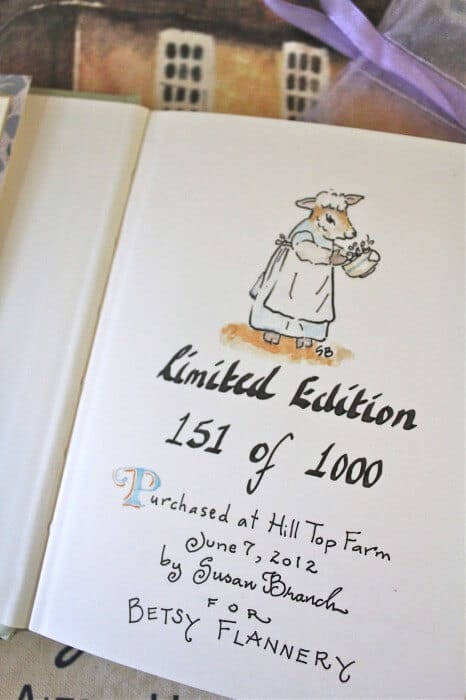 SB
Limited Edition
151 of 1000
Purchased at Hill Top Farm
June 7, 2012
by Susan Branch
FOR
BETSY FLANNERY